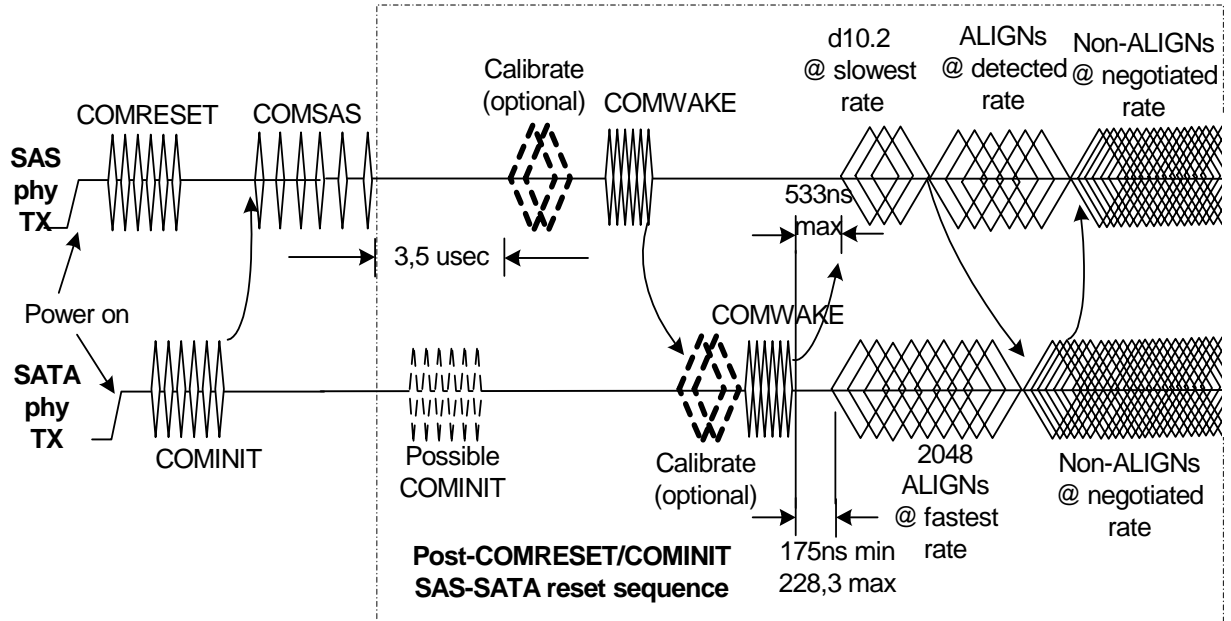 d10.2
@ slowest
rate
ALIGNs
@ detected
rate
Non-ALIGNs
@ negotiated
rate
Calibrate
(optional)
COMWAKE
COMRESET
COMSAS
SAS
phy
TX
533ns
max
3,5 usec
Power on
COMWAKE
SATA
phy
TX
COMINIT
Possible
COMINIT
Calibrate
(optional)
2048
ALIGNs
@ fastest
rate
Non-ALIGNs
@ negotiated
rate
175ns min
228,3 max
Post-COMRESET/COMINIT
SAS-SATA reset sequence